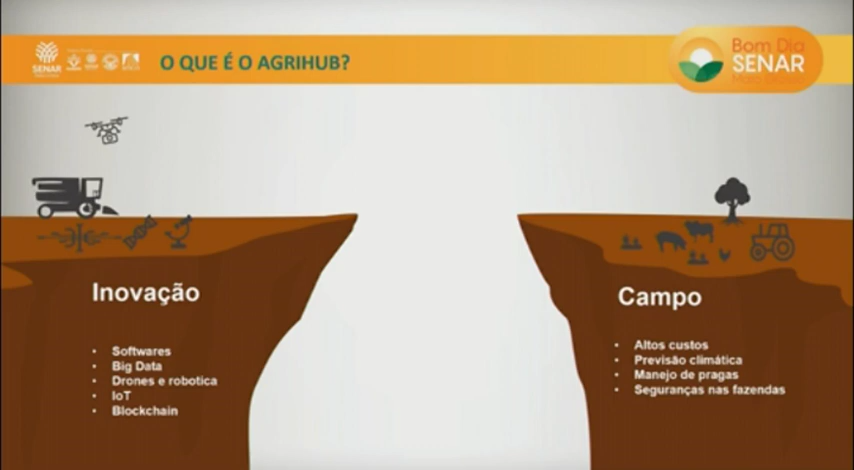 SENAR
O QUE É O AGRIHUB?
Bom Dia
SENAR
Inovação
• Softwares
• Big Data
• Drones e robotica
• IoT
• Blockchain
Campo
• Altos custos
• Previsão climática
• Manejo de pragas
• Seguranças nas fazendas